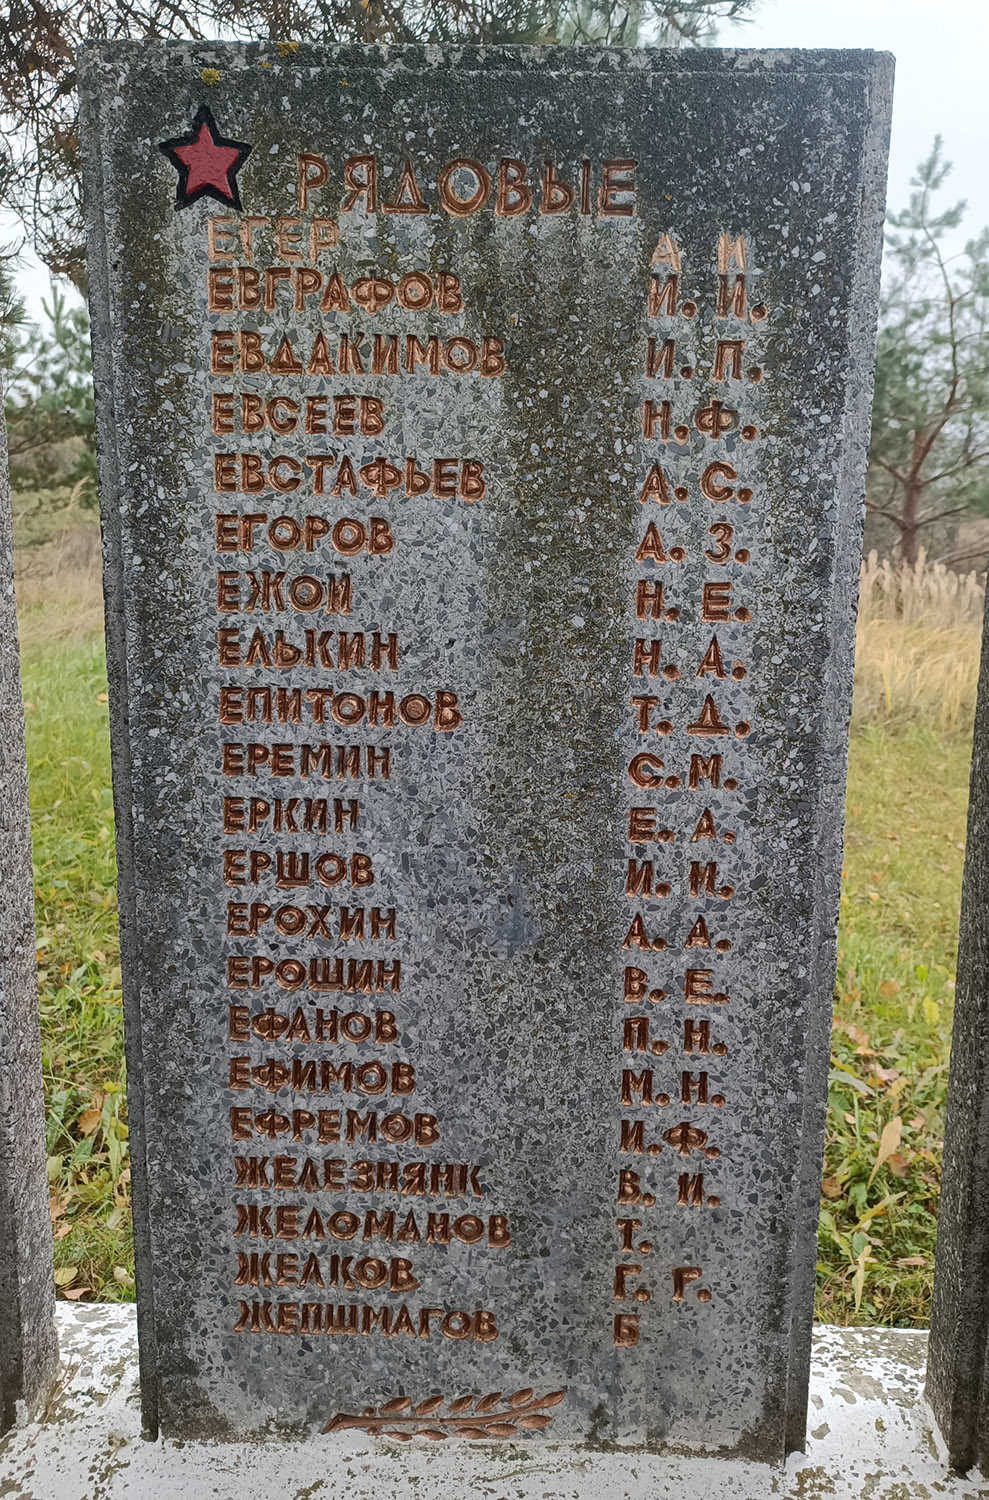 РЯДОВЫЕ
ЕГЕР А И
ЕВГРАФОВ И. И.
ЕВДАКИМОВ И. П.
ЕВСЕЕВ Н. Ф.
ЕВСТАФЬЕВ А. С.
ЕГОРОВ А. З.
ЕЖОЙ Н. Е.
ЕЛЬКИН Н. А.
ЕПИТОНОВ Т. Д.
ЕРЕМИН С. М.
ЕРКИН Е. А.
ЕРШОВ И. И.
ЕРОХИН А. А.
ЕРОШИН В. Е.
ЕФАНОВ П. Н.
ЕФИМОВ М. Н.
ЕФРЕМОВ И. Ф.
ЖЕЛЕЗНЯНК В. И.
ЖЕЛОМАНОВ Т.
ЖЕЛКОВ Г. Г.
ЖЕПШМАГОВ Б